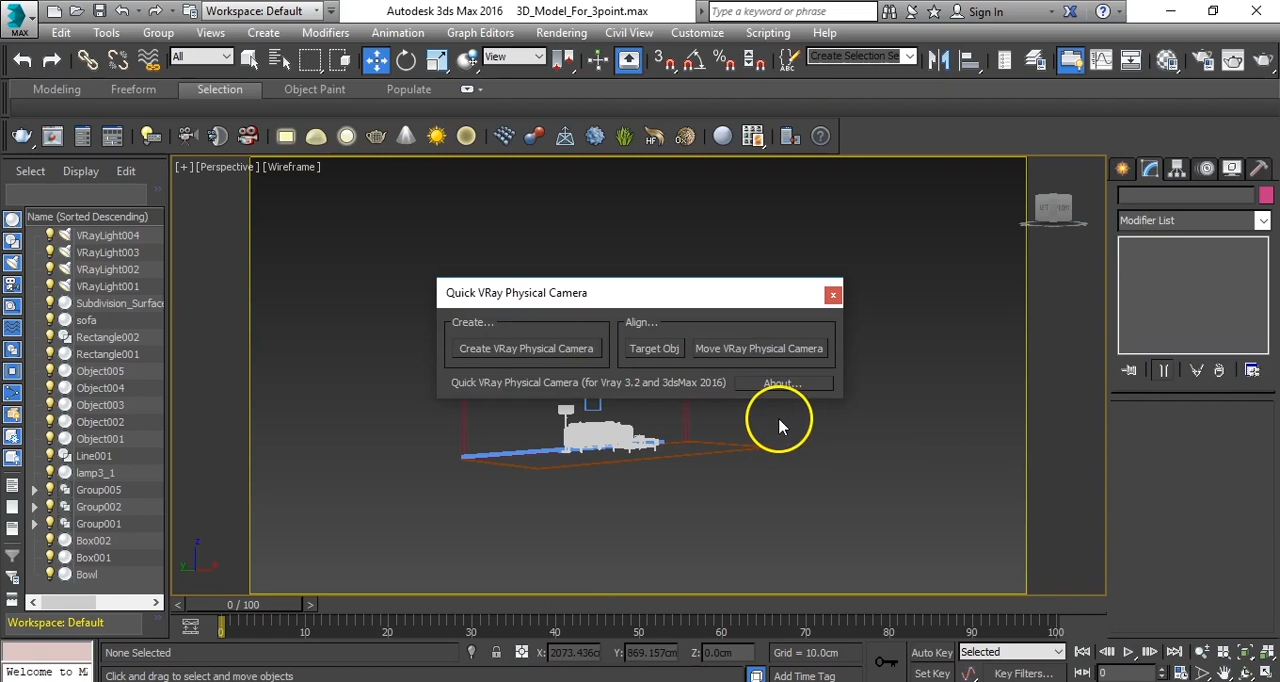 Workspace: Default
Autodesk 3ds Max 2016 3D_Model_For_3point.max
Type a keyword or phrase
Sign In
MAX
Edit Tools Group Views Create Modifiers Animation Graph Editors Rendering Civil View Customize Scripting Help
All
View
3
ABC
Create Selection Se
Modeling Freeform Selection Object Paint Populate
HF
Select Display Edit
[+] [Perspective] [Wireframe]
Name (Sorted Descending)
VRayLight004
VRayLight003
VRayLight002
VRayLight001
Subdivision_Surface
sofa
Rectangle002
Rectangle001
Object005
Object004
Object003
Object002
Object001
Line001
lamp3_1
Group005
Group002
Group001
Box002
Box001
Bowl
Modifier List
Quick VRay Physical Camera
Create... Align...
Create VRay Physical Camera Target Obj Move VRay Physical Camera
Quick VRay Physical Camera (for Vray 3.2 and 3dsMax 2016) About...
z
y x
0 / 100
Workspace: Default
0 10 20 30 40 50 60 70 80 90 100
None Selected X: 2073.436cm Y: 869.157cm Z: 0.0cm Grid = 10.0cm Auto Key Selected
Welcome to M Click and drag to select and move objects Add Time Tag Set Key Key Filters... 0